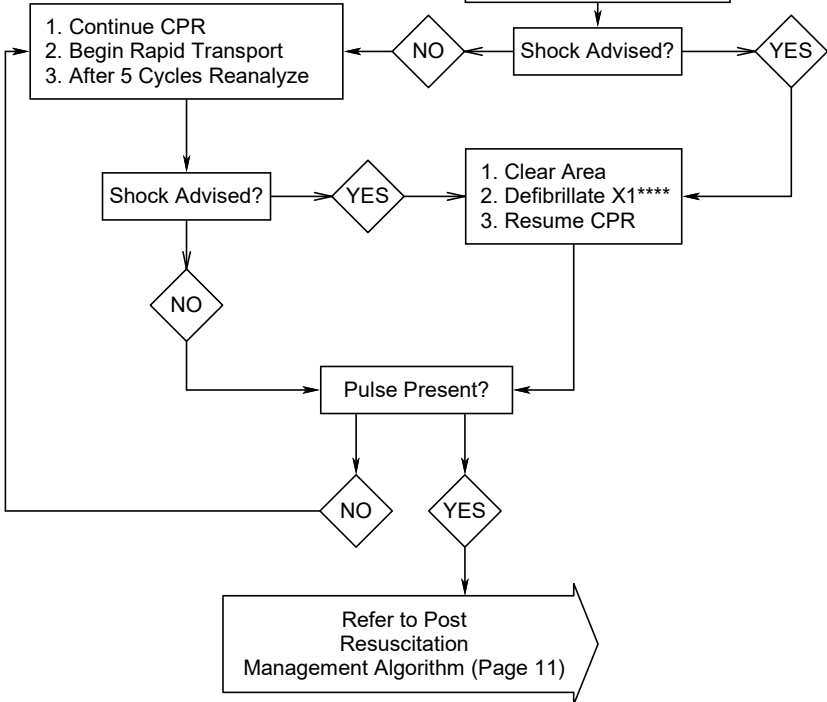 1. Continue CPR
2. Begin Rapid Transport
3. After 5 Cycles Reanalyze
NO
Shock Advised?
YES
Shock Advised?
YES
1. Clear Area
2. Defibrillate X1****
3. Resume CPR
NO
Pulse Present?
NO
YES
Refer to Post
Resuscitation
Management Algorithm (Page 11)